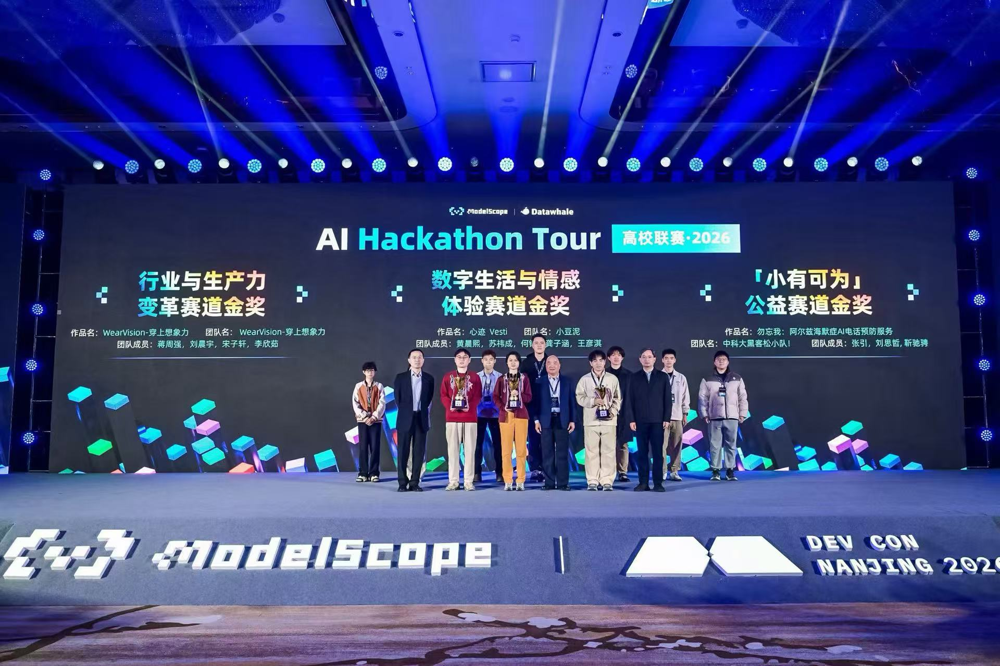 ModelScope | Datawhale
AI Hackathon Tour 高校联赛·2026
行业与生产力
变革赛道金奖
作品名：WearVision-穿上想象力 团队名：WearVision-穿上想象力
团队成员：蒋周强，刘晨宇，宋子轩，李欣茹
数字生活与情感
体验赛道金奖
作品名：心迹 Vesti 团队名：小豆泥
团队成员：黄晨熙，苏祎成，何 龚子涵，王彦淇
「小有可为」
公益赛道金奖
作品名：勿忘我：阿尔兹海默症AI电话预防服务
团队名：中科大黑客松小队！ 团队成员：张引，刘思哲, 靳驰骋
ModelScope | DEV CON
NANJING 2026